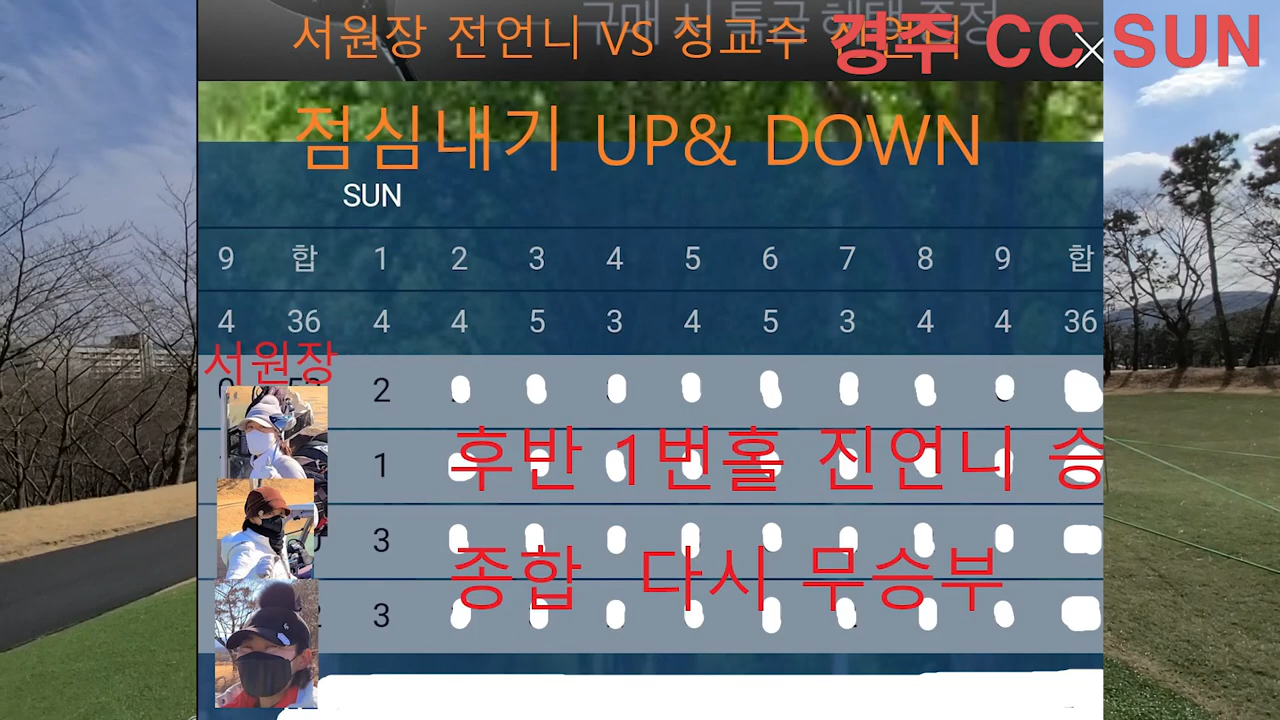 서원장 전언니 VS 정교수
경주 CC SUN
점심내기 UP& DOWN
SUN
9 합 1 2 3 4 5 6 7 8 9 합
4 36 4 4 5 3 4 5 3 4 4 36
서원장
2
후반 1번홀 진언니 승
1
3
종합 다시 무승부
3